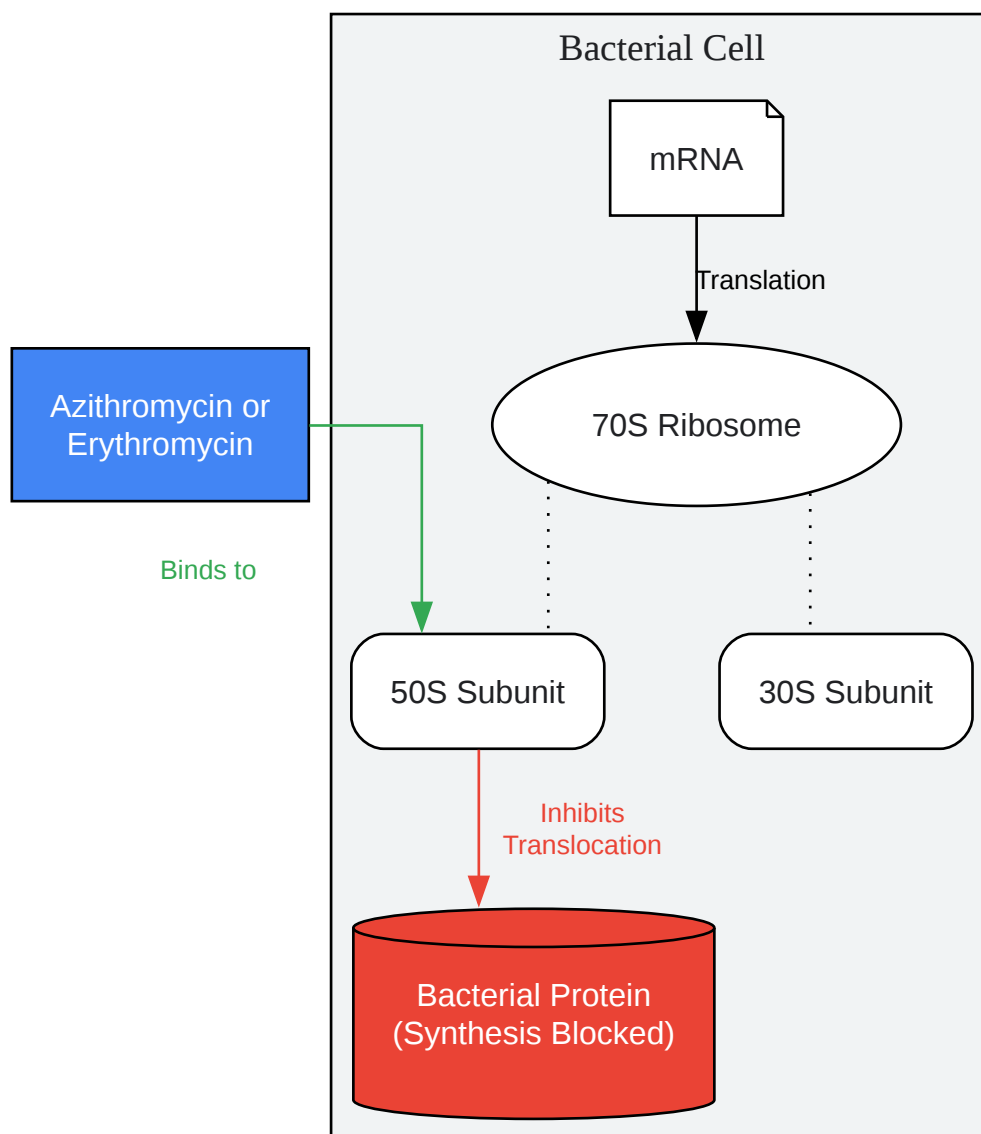 Bacterial Cell
mRNA
Translation
Azithromycin or
Erythromycin
70S Ribosome
Binds to
50S Subunit
30S Subunit
Inhibits
Translocation
Bacterial Protein
(Synthesis Blocked)